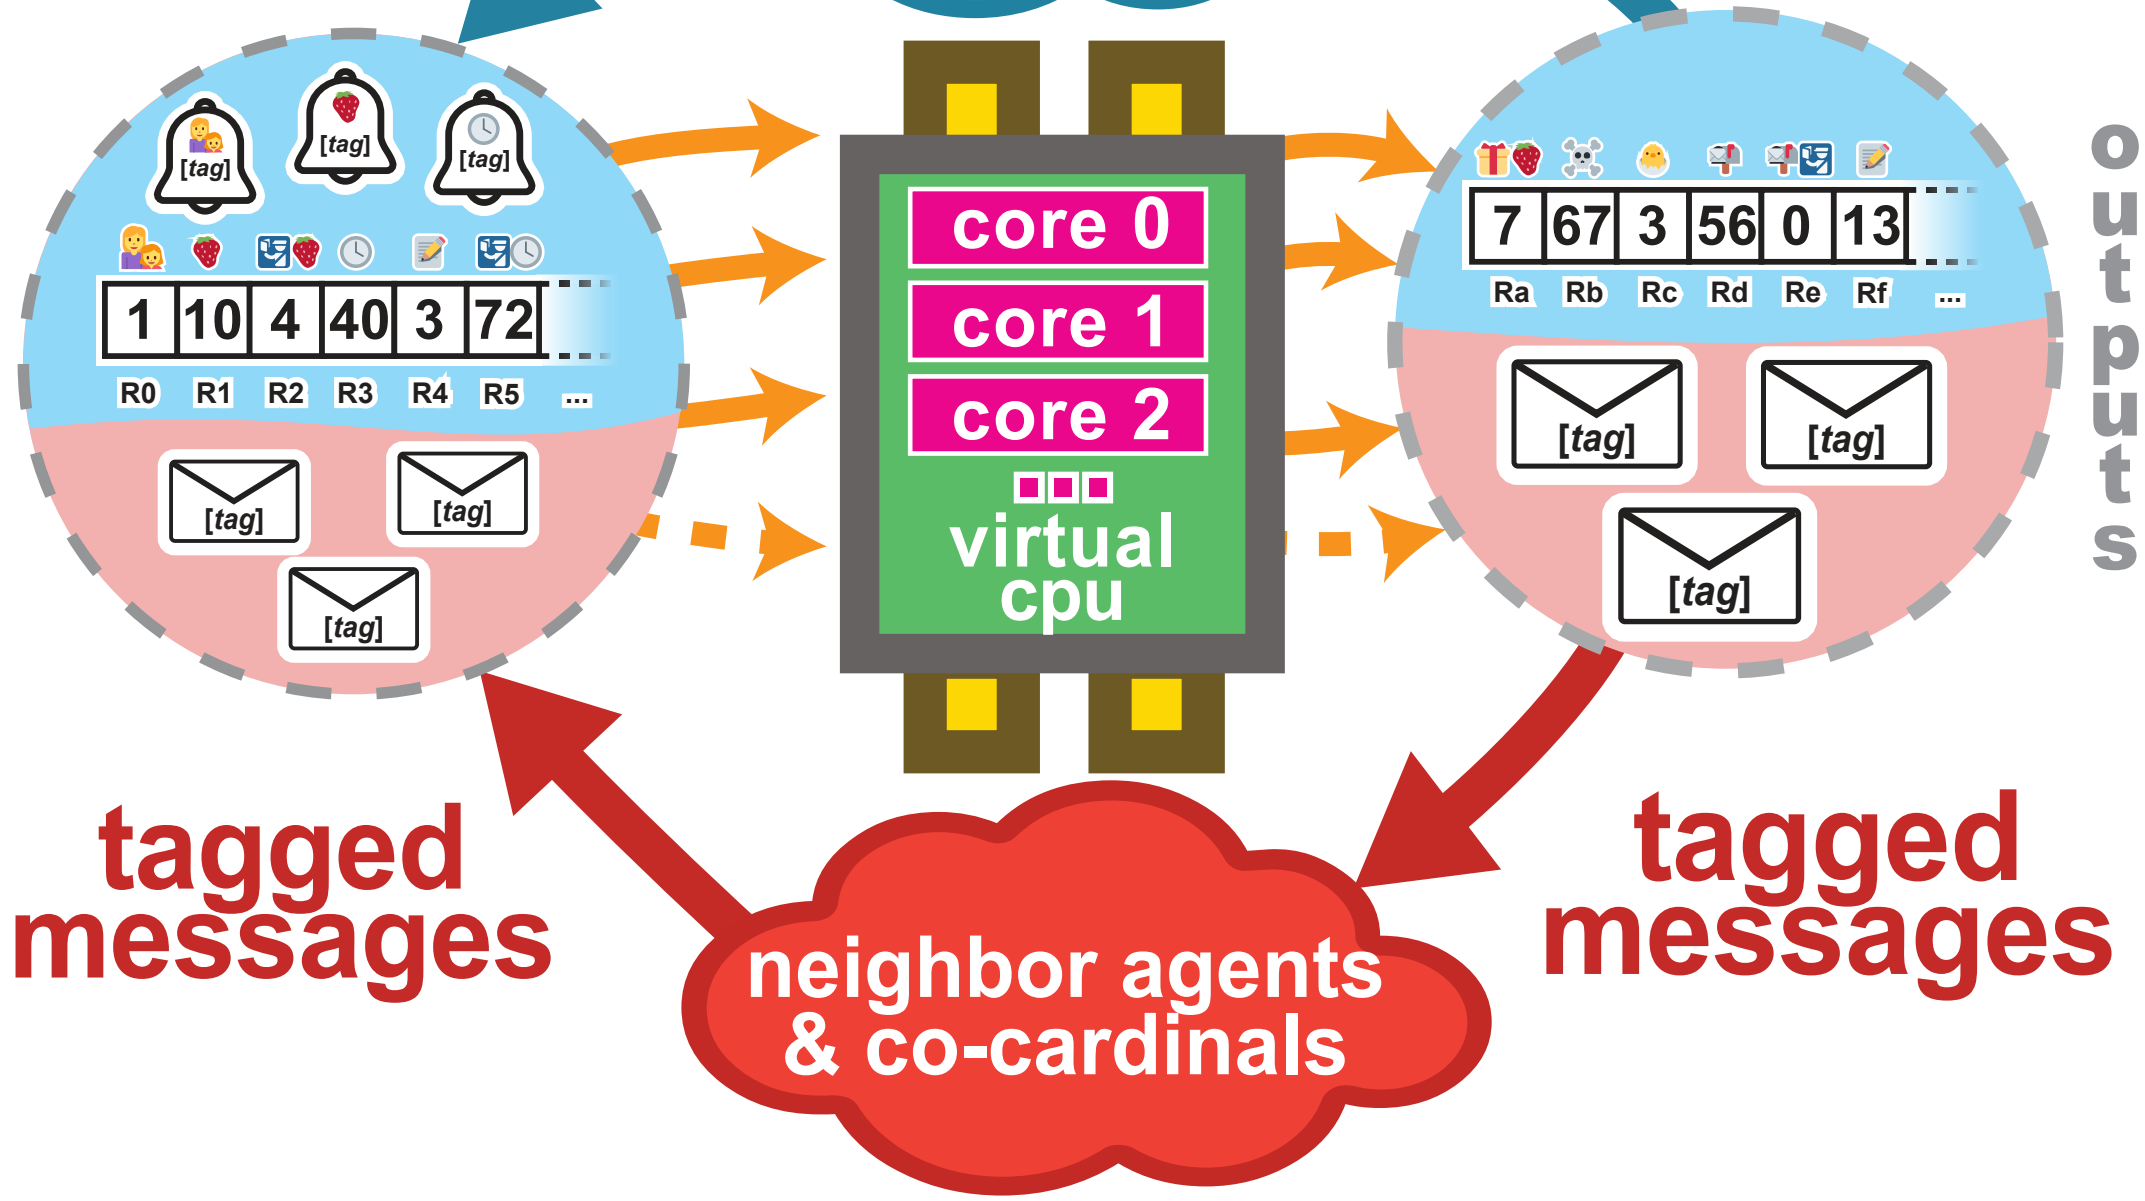 [tag]
[tag]
[tag]
1 10 4 40 3 72
R0 R1 R2 R3 R4 R5 ...
[tag]
[tag]
[tag]
core 0
core 1
core 2
virtual
cpu
7 67 3 56 0 13
Ra Rb Rc Rd Re Rf ...
[tag]
[tag]
[tag]
outputs
tagged
messages
neighbor agents
& co-cardinals
tagged
messages